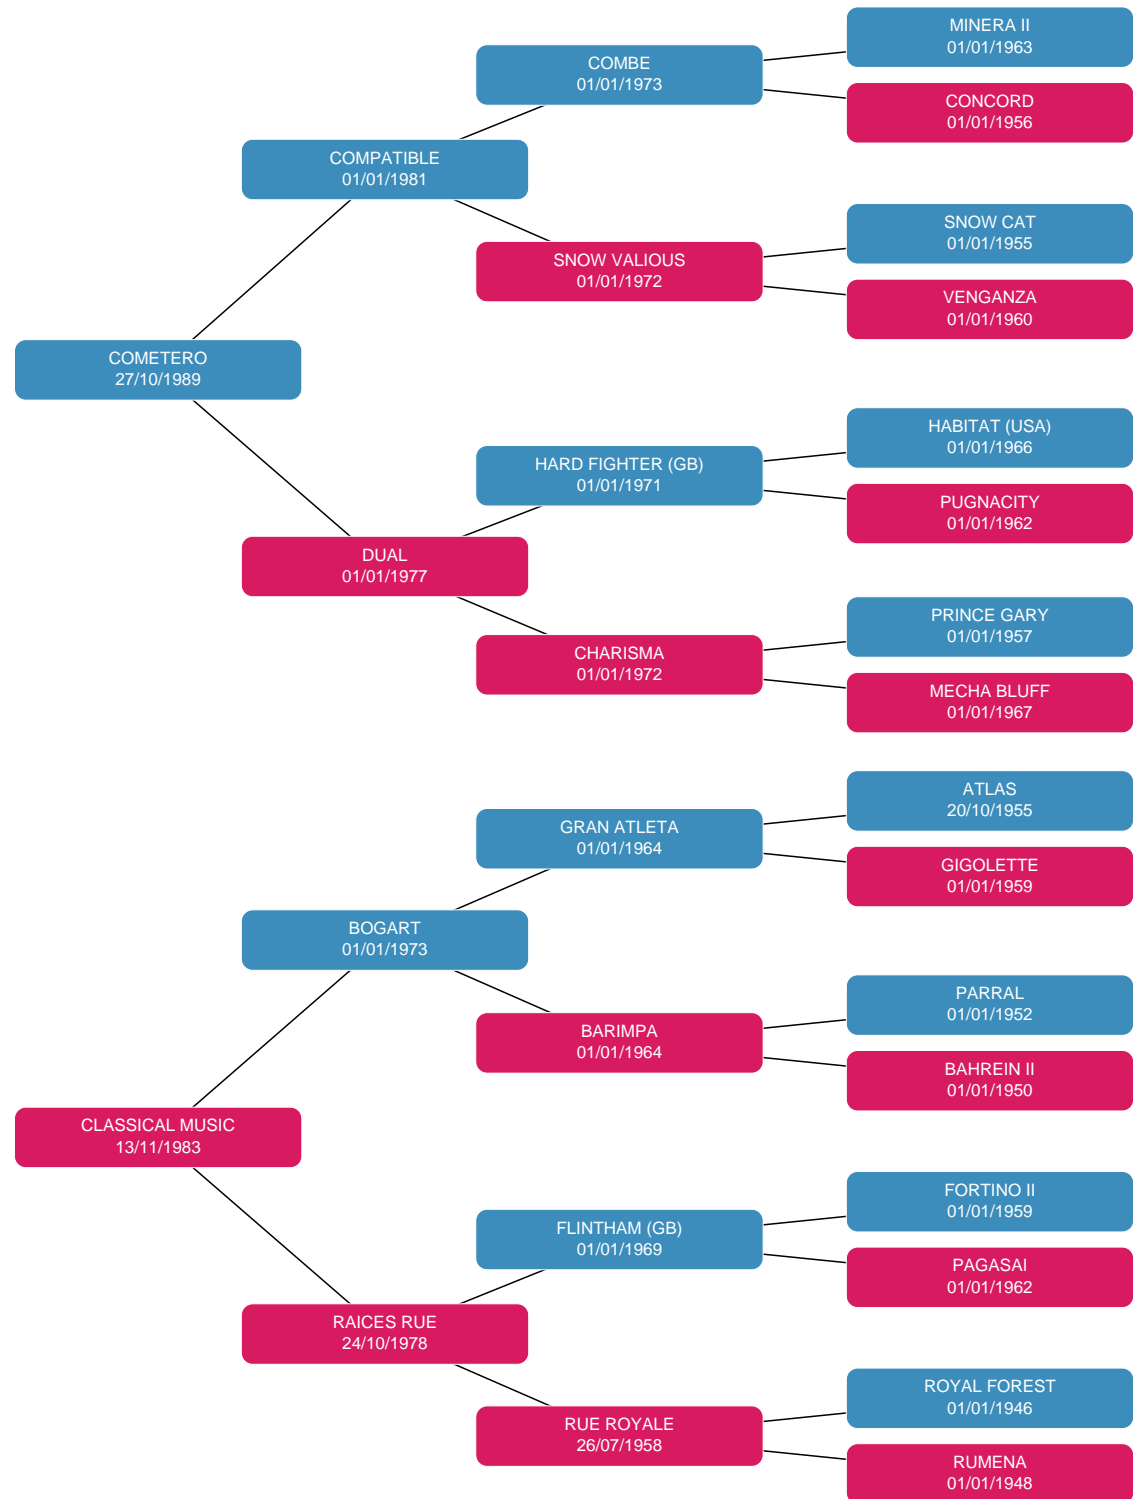 MINERA II
01/01/1963
COMBE
01/01/1973
CONCORD
01/01/1956
COMPATIBLE
01/01/1981
SNOW CAT
01/01/1955
SNOW VALIOUS
01/01/1972
VENGANZA
01/01/1960
COMETERO
27/10/1989
HABITAT (USA)
01/01/1966
HARD FIGHTER (GB)
01/01/1971
PUGNACITY
01/01/1962
DUAL
01/01/1977
PRINCE GARY
01/01/1957
CHARISMA
01/01/1972
MECHA BLUFF
01/01/1967
ATLAS
20/10/1955
GRAN ATLETA
01/01/1964
GIGOLETTE
01/01/1959
BOGART
01/01/1973
PARRAL
01/01/1952
BARIMPA
01/01/1964
BAHREIN II
01/01/1950
CLASSICAL MUSIC
13/11/1983
FORTINO II
01/01/1959
FLINTHAM (GB)
01/01/1969
PAGASAI
01/01/1962
RAICES RUE
24/10/1978
ROYAL FOREST
01/01/1946
RUE ROYALE
26/07/1958
RUMENA
01/01/1948